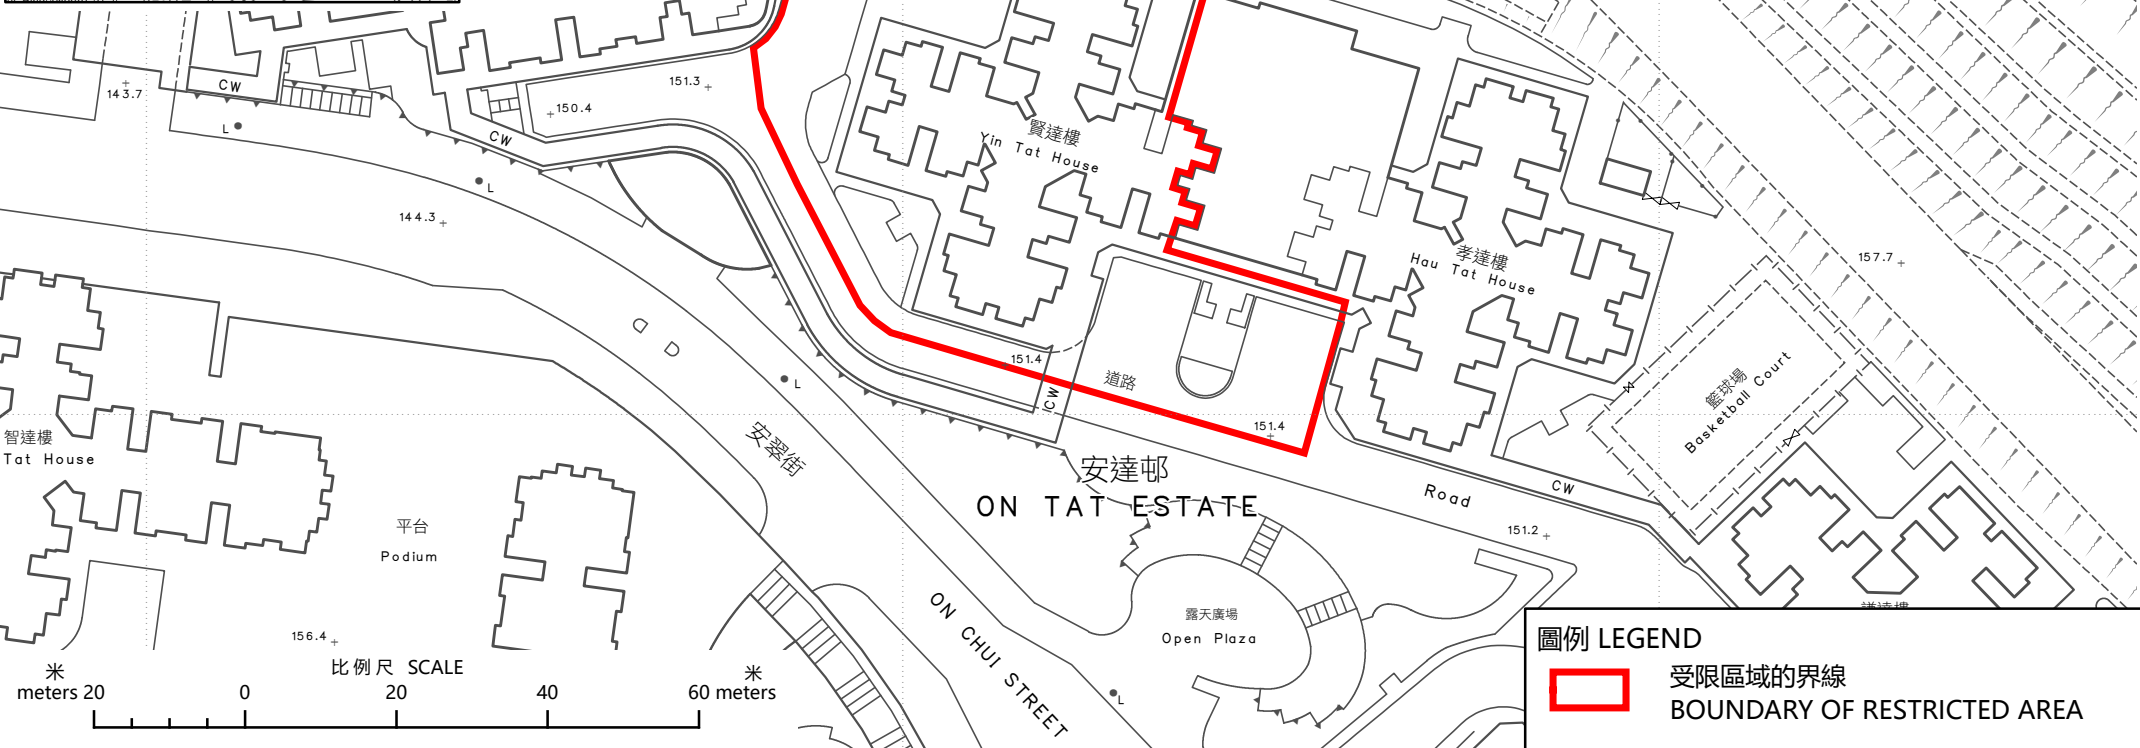 CW
143.7
L
150.4
151.3
CW
L
144.3
賢達樓
Yin Tat House
孝達樓
Hau Tat House
157.7
籃球場
Basketball Court
151.4
道路
CW
151.4
L
安翠街
安達邨
ON TAT ESTATE
Road
CW
151.2
智達樓
Tat House
平台
Podium
156.4
露天廣場
Open Plaza
ON CHUI STREET
L
比例尺 SCALE
米 米
meters 20 0 20 40 60 meters
圖例 LEGEND
受限區域的界線
BOUNDARY OF RESTRICTED AREA